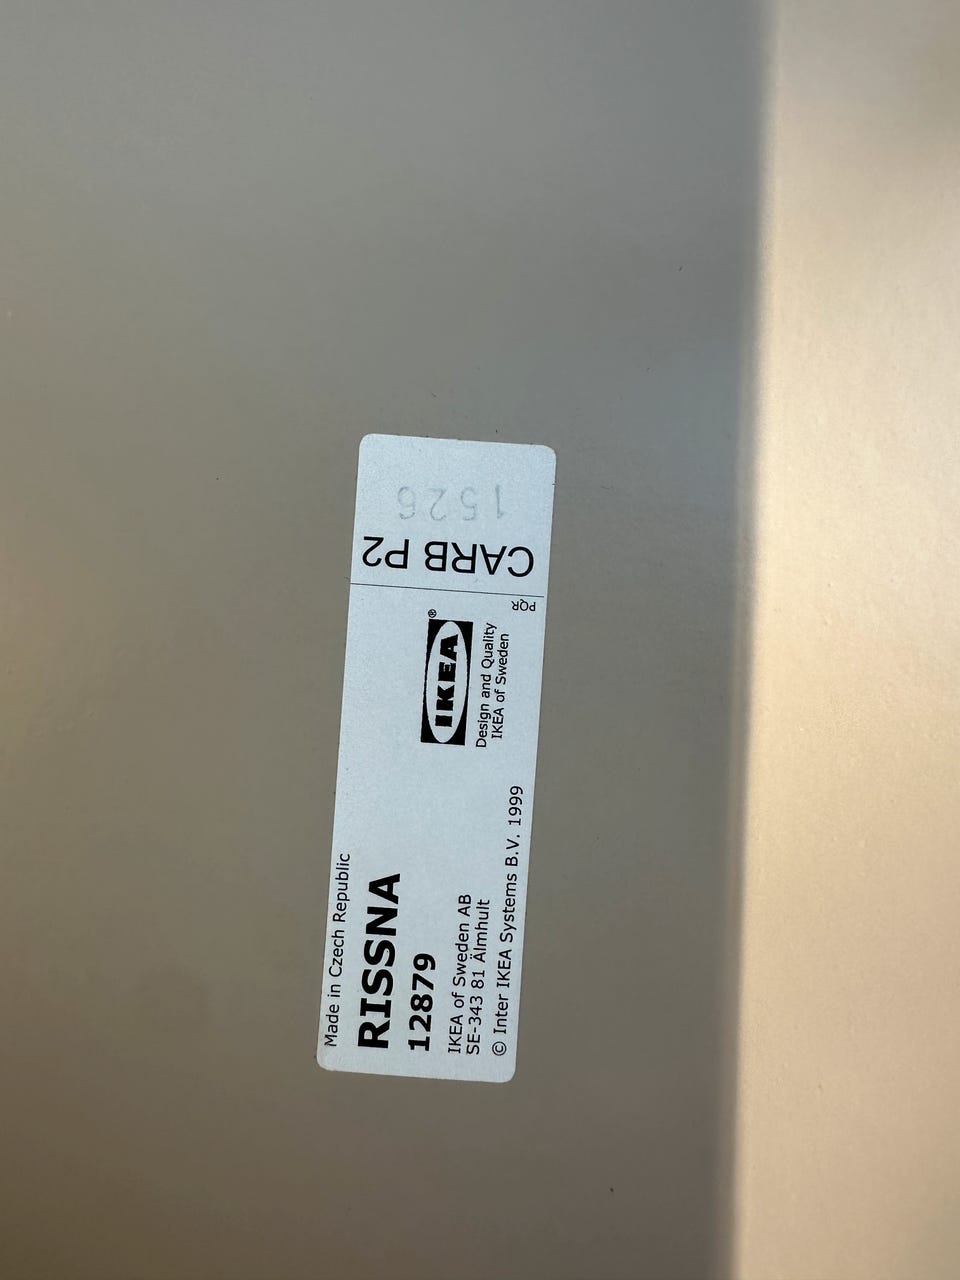 Made in Czech Republic
RISSNA
12879
IKEA of Sweden AB
SE-343 81 Älmhult
© Inter IKEA Systems B.V. 1999
IKEA®
Design and Quality
IKEA of Sweden
PQR
CARB P2
1526